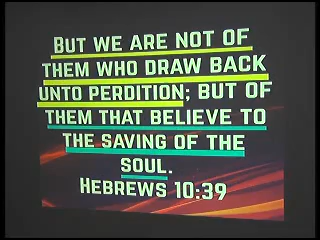 But we are not of
them who draw back
unto perdition; but of
them that believe to
the saving of the
soul.
Hebrews 10:39